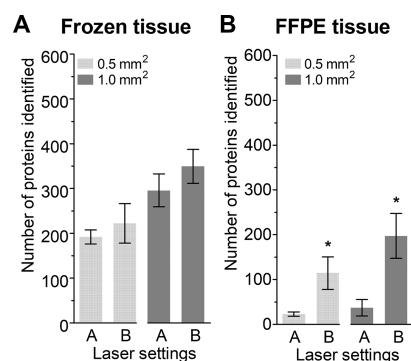 A Frozen tissue
Number of proteins identified
600
500
400
300
200
100
0
0.5 mm²
1.0 mm²
A B A B
Laser settings
B FFPE tissue
Number of proteins identified
600
500
400
300
200
100
0
0.5 mm²
1.0 mm²
*
*
A B A B
Laser settings